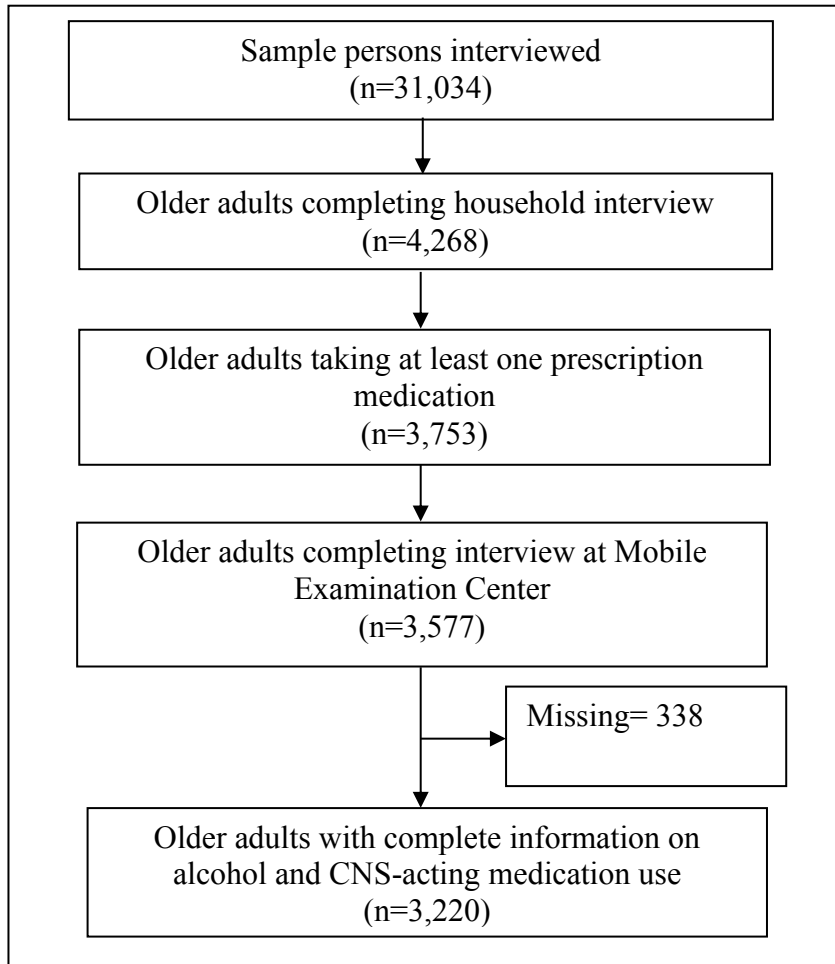 Sample persons interviewed
(n=31,034)
Older adults completing household interview
(n=4,268)
Older adults taking at least one prescription
medication
(n=3,753)
Older adults completing interview at Mobile
Examination Center
(n=3,577)
Missing= 338
Older adults with complete information on
alcohol and CNS-acting medication use
(n=3,220)